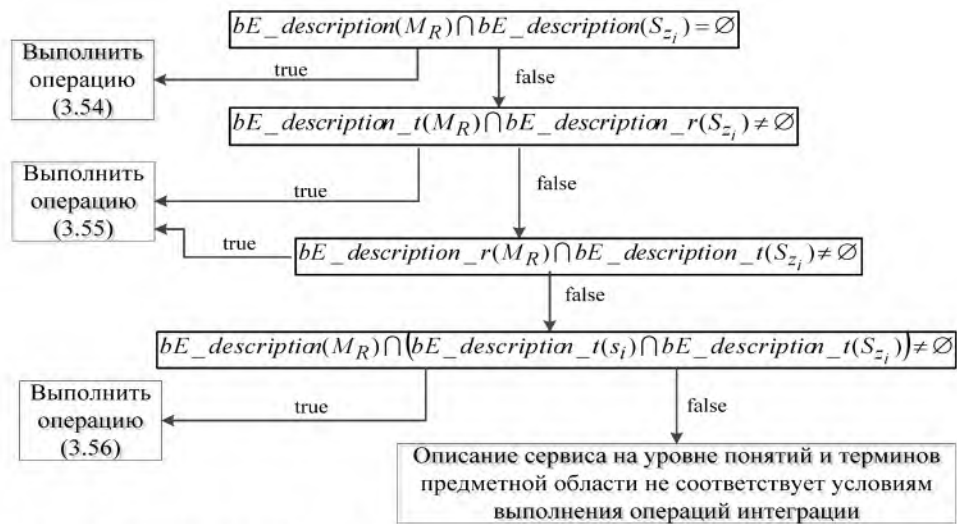 bE_description(M_R)⋂bE_description(S_{z_i})=∅
Выполнить
операцию
(3.54)
true
false
bE_description_t(M_R)⋂bE_description_r(S_{z_i})≠∅
Выполнить
операцию
(3.55)
true
false
true
bE_description_r(M_R)⋂bE_description_t(S_{z_i})≠∅
false
bE_description(M_R)⋂(bE_description_t(s_i)⋂bE_description_t(S_{z_i}))≠∅
Выполнить
операцию
(3.56)
true
false
Описание сервиса на уровне понятий и терминов
предметной области не соответствует условиям
выполнения операций интеграции